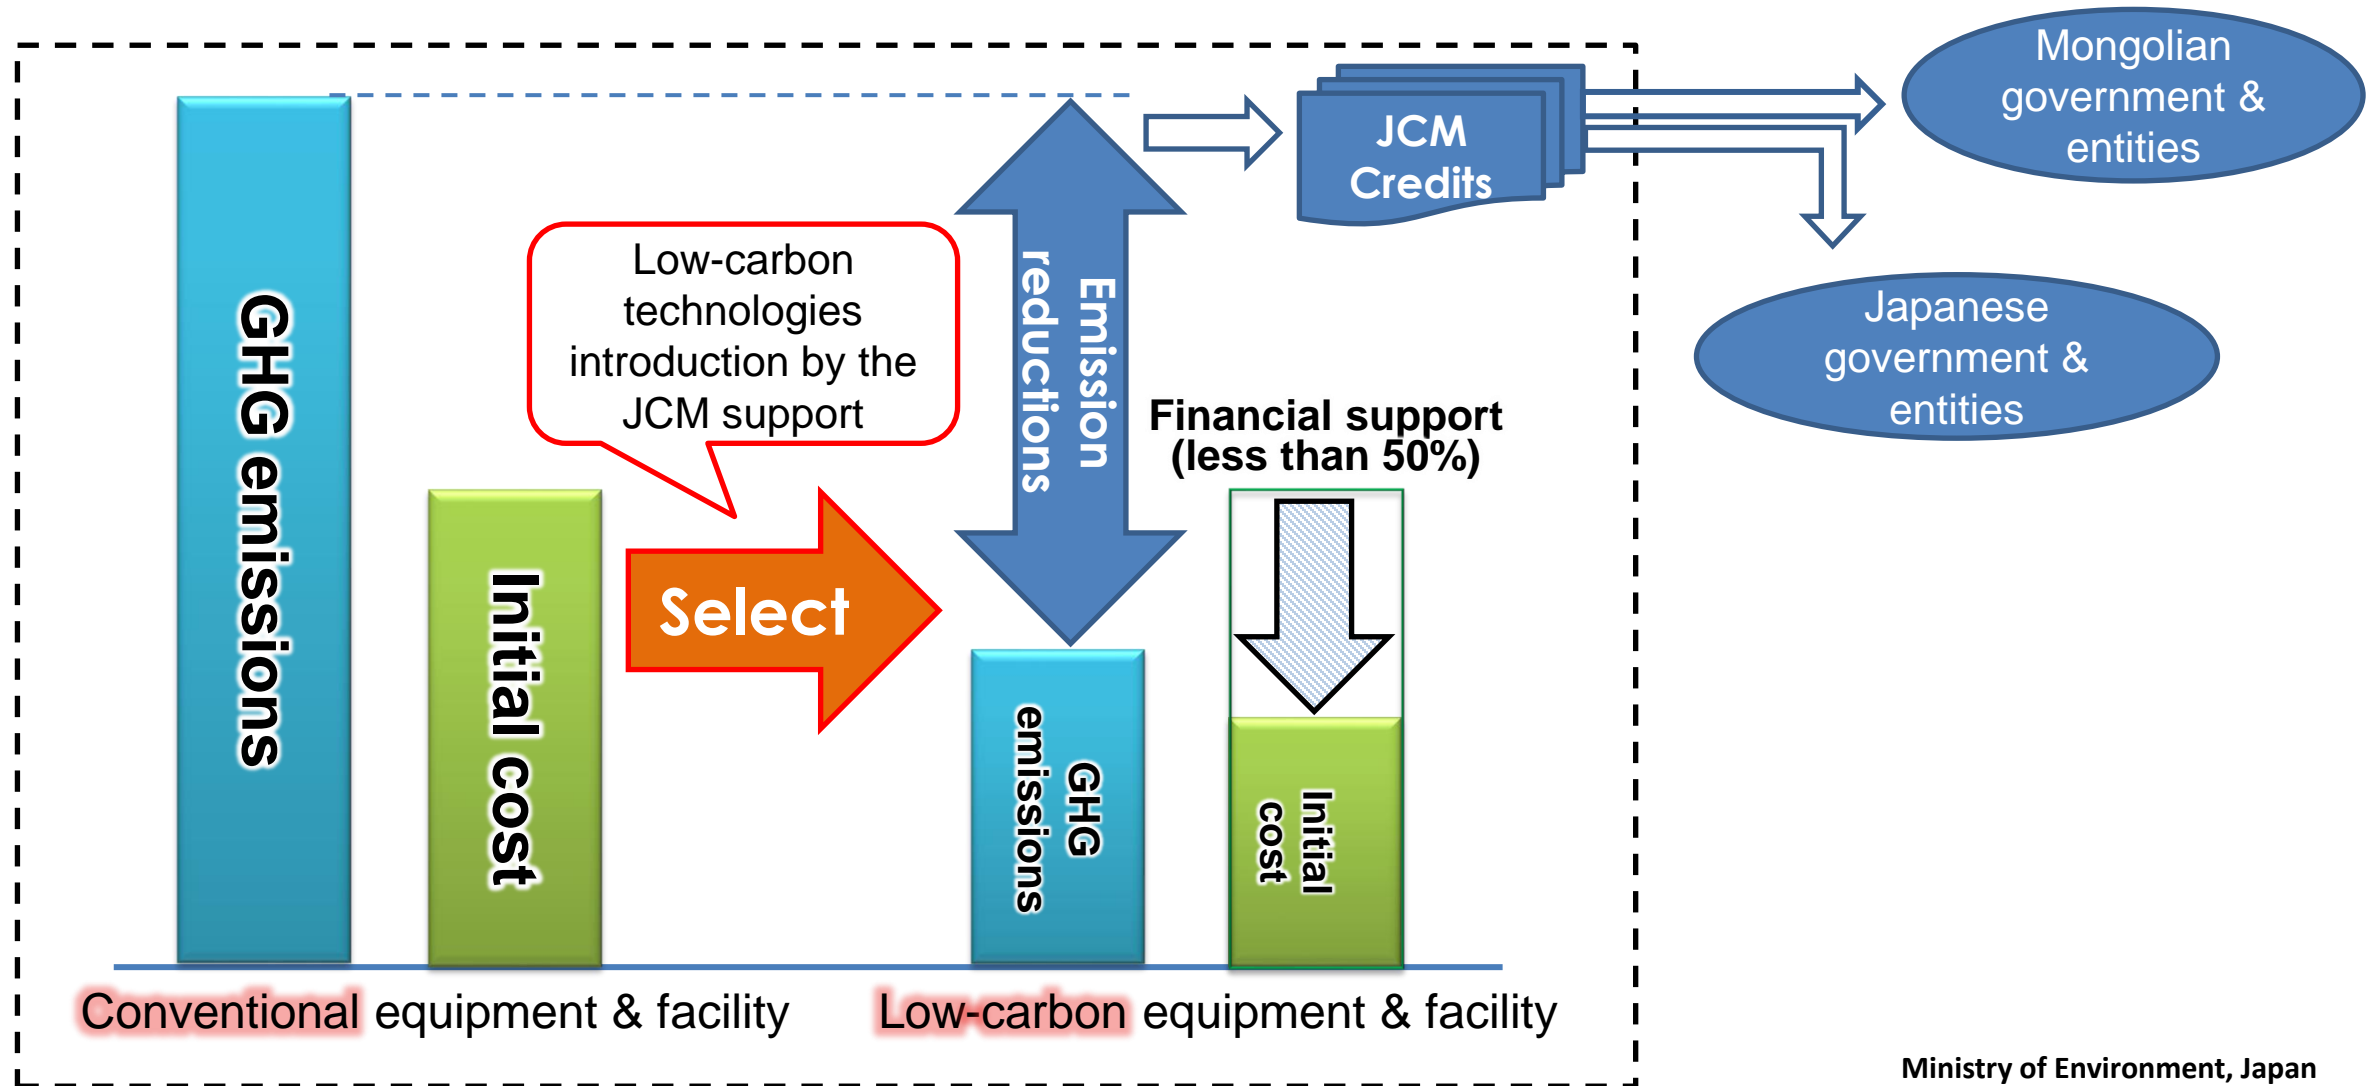 Mongolian
government &
entities
JCM
Credits
Low-carbon
technologies
introduction by the
JCM support
Emission
reductions
Japanese
government &
entities
Financial support
(less than 50%)
GHG emissions
Initial cost
Select
GHG
emissions
Initial
cost
Conventional equipment & facility
Low-carbon equipment & facility
Ministry of Environment, Japan